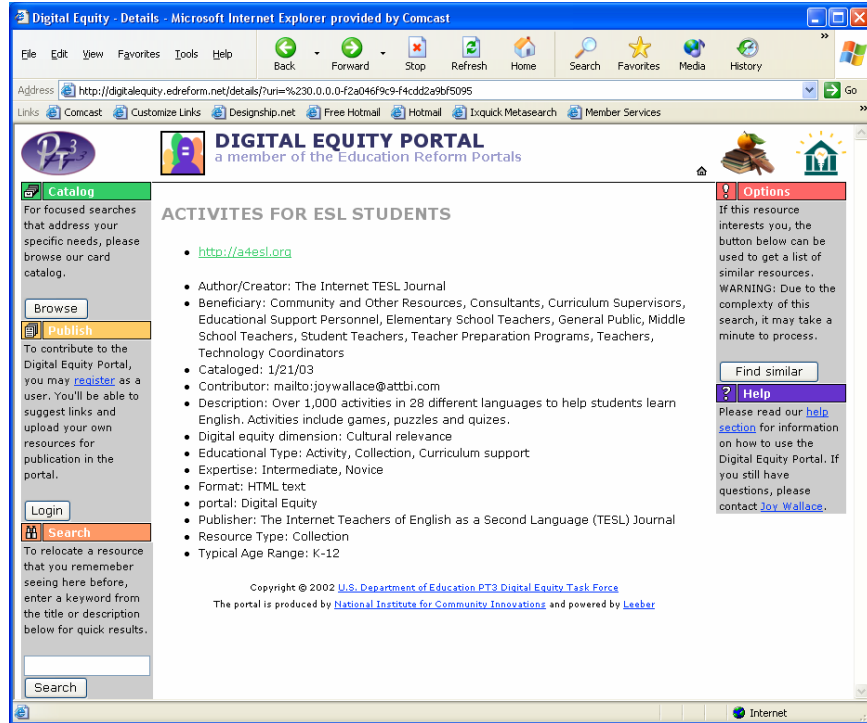 Digital Equity - Details - Microsoft Internet Explorer provided by Comcast
File Edit View Favorites Tools Help
Back Forward Stop Refresh Home Search Favorites Media History
Address http://digitalequity.edreform.net/details/?uri=%230.0.0.0-f2a046f9c9-f4cdd2a9bf5095 Go
Links Comcast Customize Links Designship.net Free Hotmail Hotmail Ixquick Metasearch Member Services
PT3
DIGITAL EQUITY PORTAL
a member of the Education Reform Portals
Catalog
For focused searches
that address your
specific needs, please
browse our card
catalog.
Browse
Publish
To contribute to the
Digital Equity Portal,
you may register as a
user. You'll be able to
suggest links and
upload your own
resources for
publication in the
portal.
Login
Search
To relocate a resource
that you rememeber
seeing here before,
enter a keyword from
the title or description
below for quick results.
Search
ACTIVITES FOR ESL STUDENTS
http://a4esl.org
Author/Creator: The Internet TESL Journal
Beneficiary: Community and Other Resources, Consultants, Curriculum Supervisors,
Educational Support Personnel, Elementary School Teachers, General Public, Middle
School Teachers, Student Teachers, Teacher Preparation Programs, Teachers,
Technology Coordinators
Cataloged: 1/21/03
Contributor: mailto:joywallace@attbi.com
Description: Over 1,000 activities in 28 different languages to help students learn
English. Activities include games, puzzles and quizes.
Digital equity dimension: Cultural relevance
Educational Type: Activity, Collection, Curriculum support
Expertise: Intermediate, Novice
Format: HTML text
portal: Digital Equity
Publisher: The Internet Teachers of English as a Second Language (TESL) Journal
Resource Type: Collection
Typical Age Range: K-12
Copyright © 2002 U.S. Department of Education PT3 Digital Equity Task Force
The portal is produced by National Institute for Community Innovations and powered by Leeber
Options
If this resource
interests you, the
button below can be
used to get a list of
similar resources.
WARNING: Due to the
complexty of this
search, it may take a
minute to process.
Find similar
Help
Please read our help
section for information
on how to use the
Digital Equity Portal. If
you still have
questions, please
contact Joy Wallace.
Internet